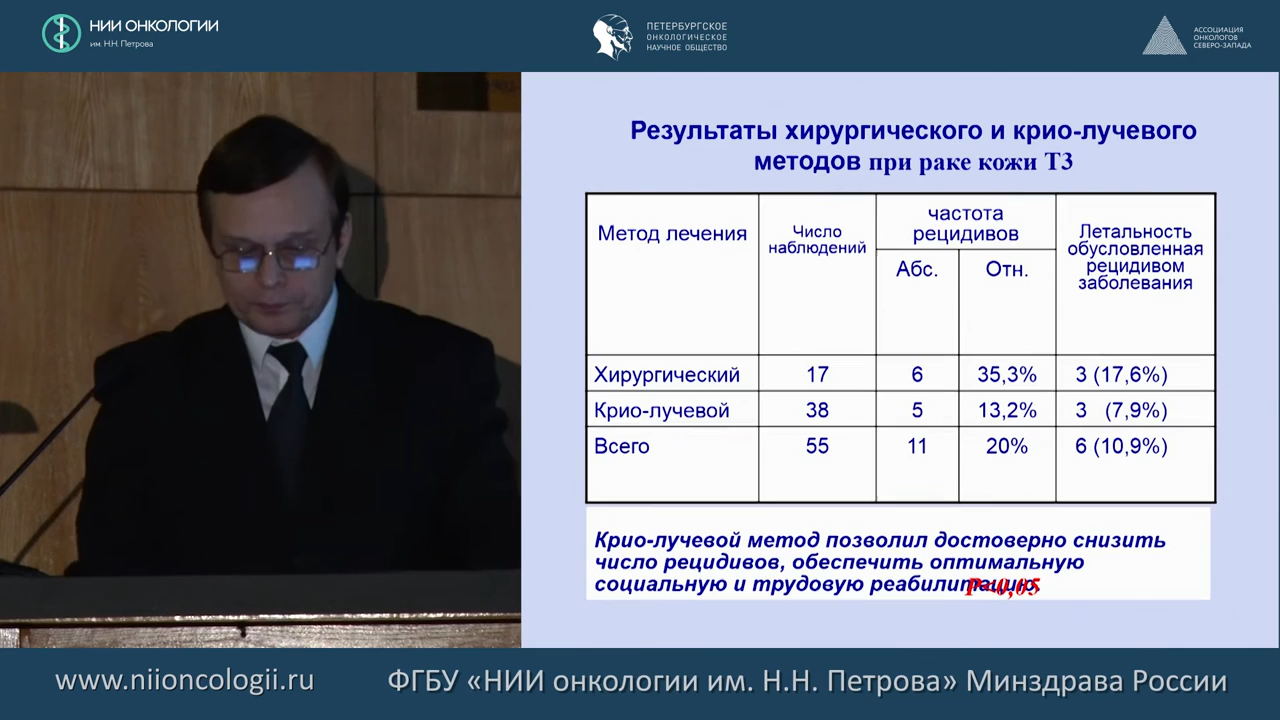 НИИ ОНКОЛОГИИ
им. Н.Н. Петрова
ПЕТЕРБУРГСКОЕ
ОНКОЛОГИЧЕСКОЕ
НАУЧНОЕ ОБЩЕСТВО
АССОЦИАЦИЯ
ОНКОЛОГОВ
СЕВЕРО-ЗАПАДА
Результаты хирургического и крио-лучевого
методов при раке кожи Т3
Метод лечения
Число
наблюдений
частота
рецидивов
Абс. Отн.
Летальность
обусловленная
рецидивом
заболевания
Хирургический 17 6 35,3% 3 (17,6%)
Крио-лучевой 38 5 13,2% 3 (7,9%)
Всего 55 11 20% 6 (10,9%)
Крио-лучевой метод позволил достоверно снизить
число рецидивов, обеспечить оптимальную
социальную и трудовую реабилитацию.
P<0,05
www.niioncologii.ru ФГБУ «НИИ онкологии им. Н.Н. Петрова» Минздрава России